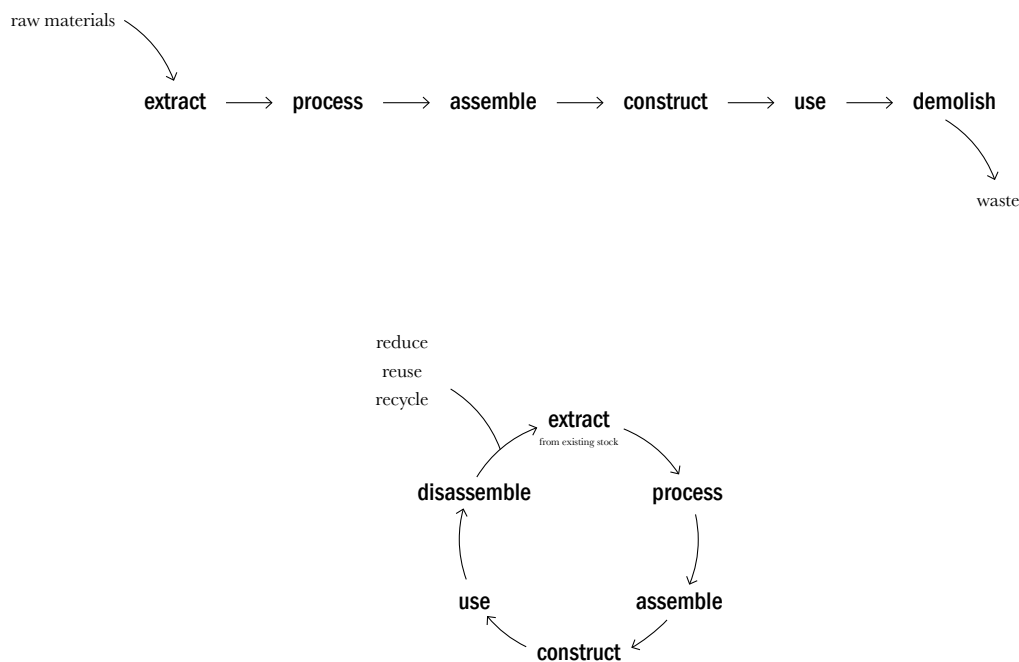 raw materials
extract process assemble construct use demolish
waste
reduce
reuse
recycle
extract
from existing stock
disassemble process
use assemble
construct